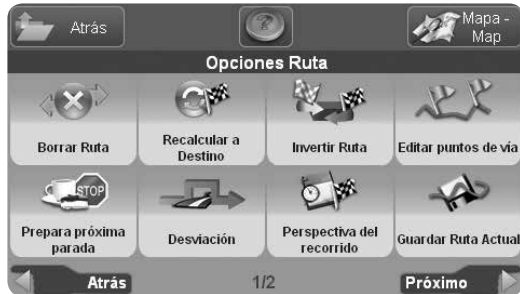 Atrás
Mapa -
Map
Opciones Ruta
Borrar Ruta
Recalcular a
Destino
Invertir Ruta
Editar puntos de vía
STOP
Prepara próxima
parada
Desviación
Perspectiva del
recorrido
Guardar Ruta Actual
Atrás
1/2
Próximo